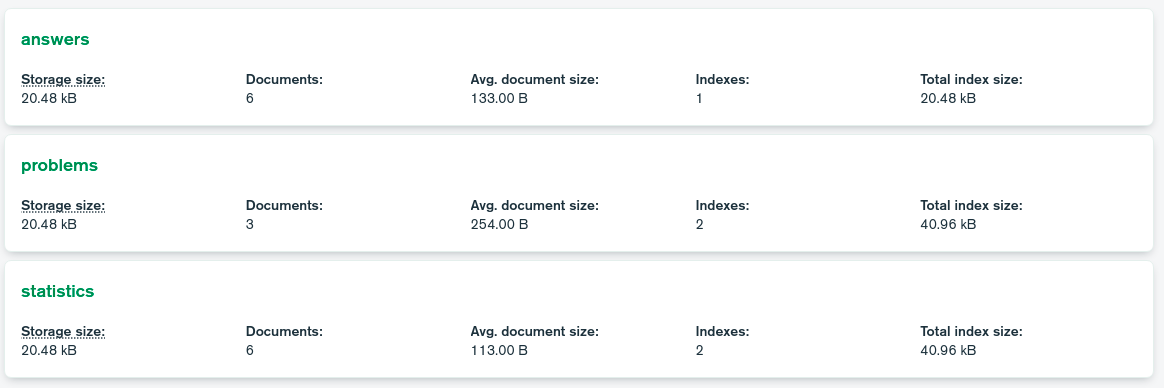 answers
Storage size: Documents: Avg. document size: Indexes: Total index size:
20.48 kB 6 133.00 B 1 20.48 kB
problems
Storage size: Documents: Avg. document size: Indexes: Total index size:
20.48 kB 3 254.00 B 2 40.96 kB
statistics
Storage size: Documents: Avg. document size: Indexes: Total index size:
20.48 kB 6 113.00 B 2 40.96 kB